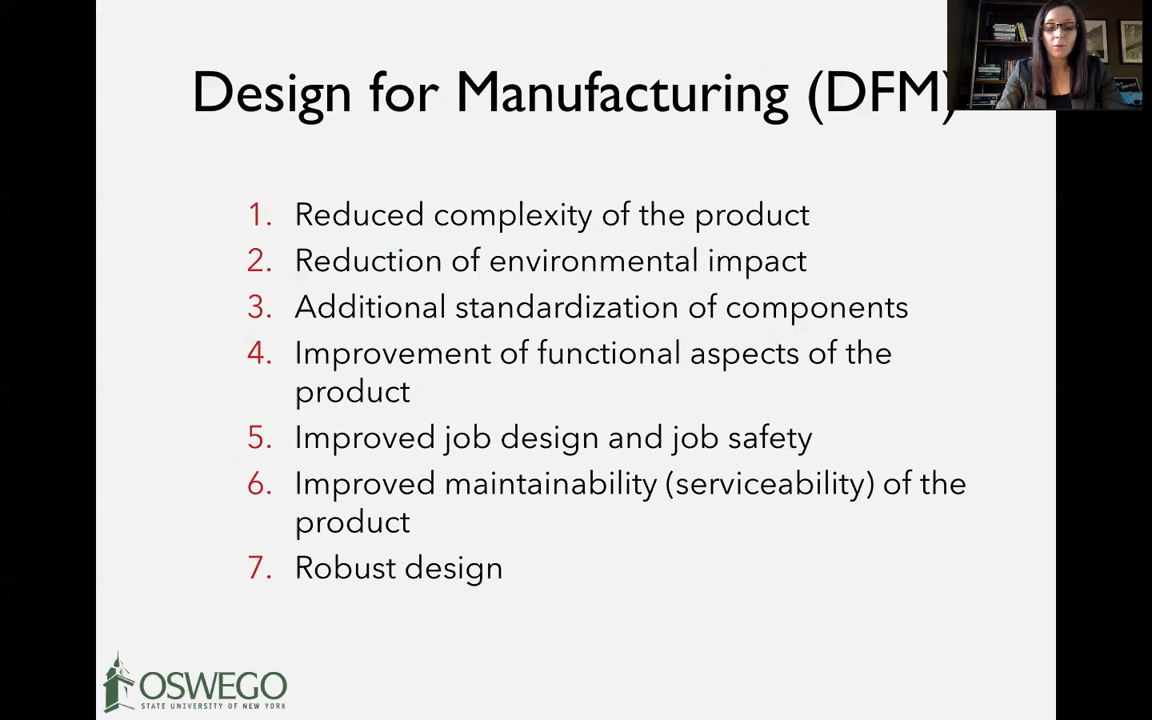 Design for Manufacturing (DFM)
1. Reduced complexity of the product
2. Reduction of environmental impact
3. Additional standardization of components
4. Improvement of functional aspects of the
product
5. Improved job design and job safety
6. Improved maintainability (serviceability) of the
product
7. Robust design
OSWEGO
STATE UNIVERSITY OF NEW YORK